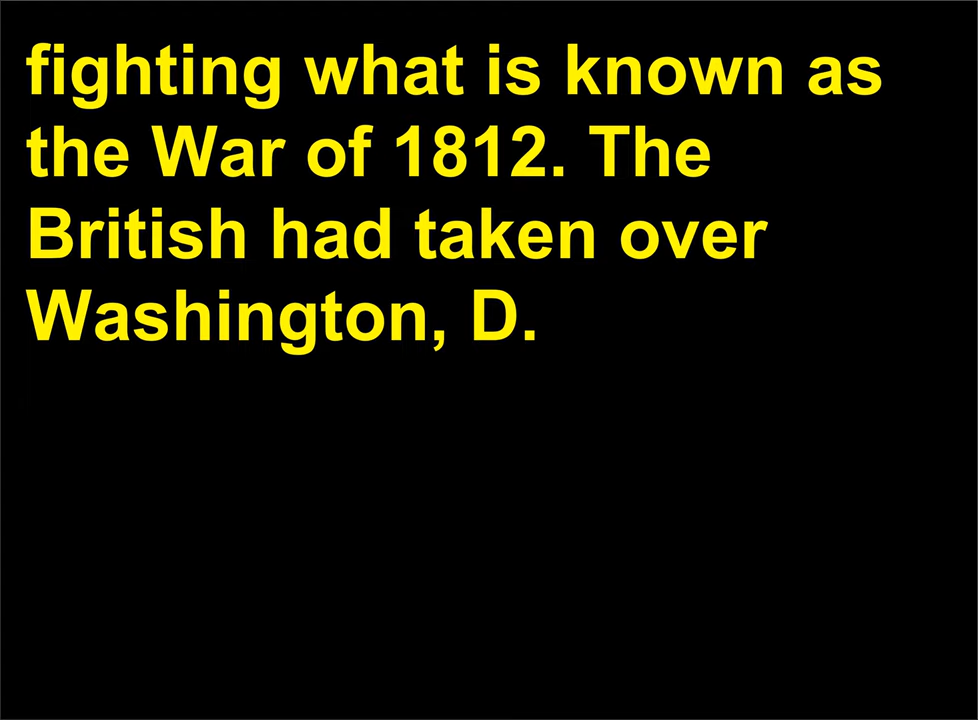 fighting what is known as
the War of 1812. The
British had taken over
Washington, D.